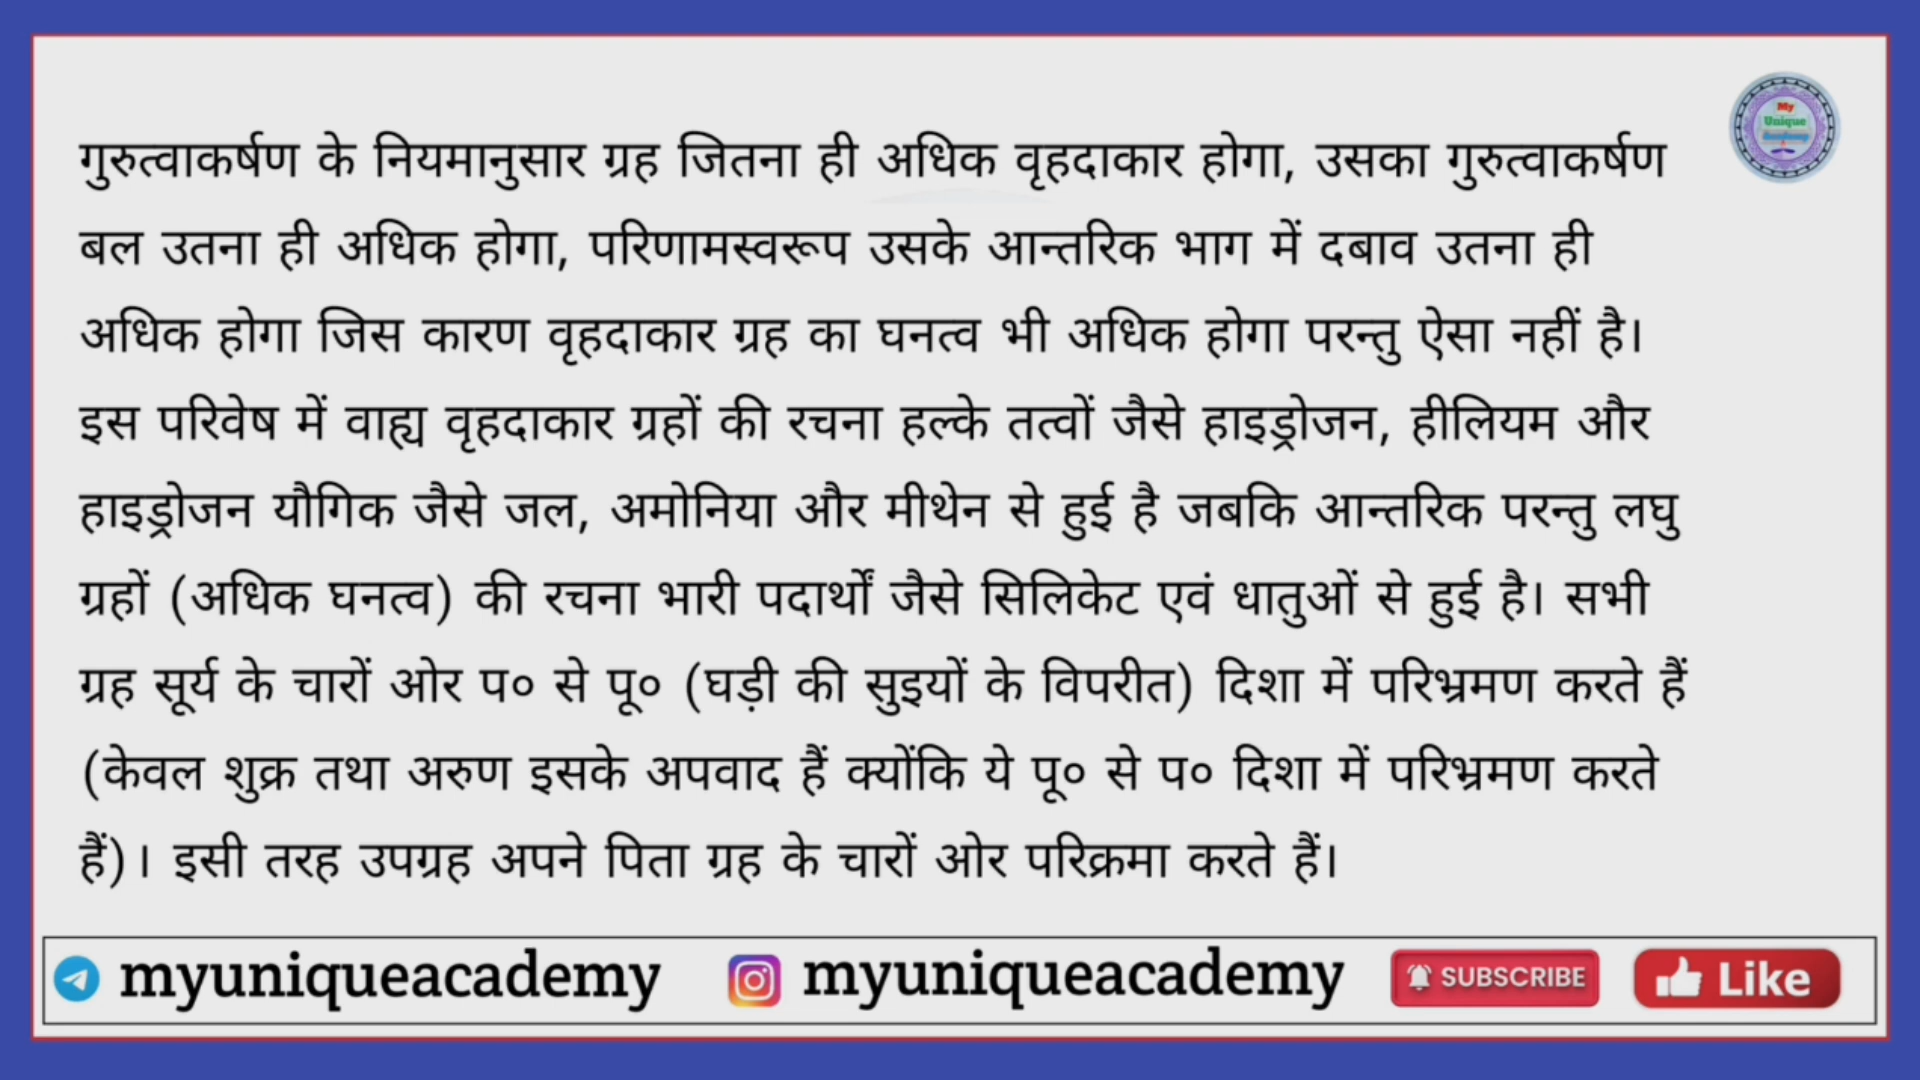 My
Unique
Academy
गुरुत्वाकर्षण के नियमानुसार ग्रह जितना ही अधिक वृहदाकार होगा, उसका गुरुत्वाकर्षण
बल उतना ही अधिक होगा, परिणामस्वरूप उसके आन्तरिक भाग में दबाव उतना ही
अधिक होगा जिस कारण वृहदाकार ग्रह का घनत्व भी अधिक होगा परन्तु ऐसा नहीं है।
इस परिवेष में वाह्य वृहदाकार ग्रहों की रचना हल्के तत्वों जैसे हाइड्रोजन, हीलियम और
हाइड्रोजन यौगिक जैसे जल, अमोनिया और मीथेन से हुई है जबकि आन्तरिक परन्तु लघु
ग्रहों (अधिक घनत्व) की रचना भारी पदार्थों जैसे सिलिकेट एवं धातुओं से हुई है। सभी
ग्रह सूर्य के चारों ओर प० से पू० (घड़ी की सुइयों के विपरीत) दिशा में परिभ्रमण करते हैं
(केवल शुक्र तथा अरुण इसके अपवाद हैं क्योंकि ये पू० से प० दिशा में परिभ्रमण करते
हैं)। इसी तरह उपग्रह अपने पिता ग्रह के चारों ओर परिक्रमा करते हैं।
myuniqueacademy myuniqueacademy SUBSCRIBE Like